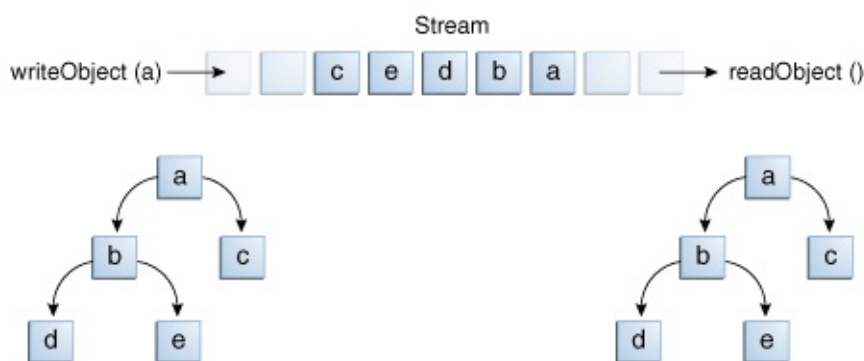 Stream
writeObject (a) c e d b a readObject ()
a a
b c b c
d e d e